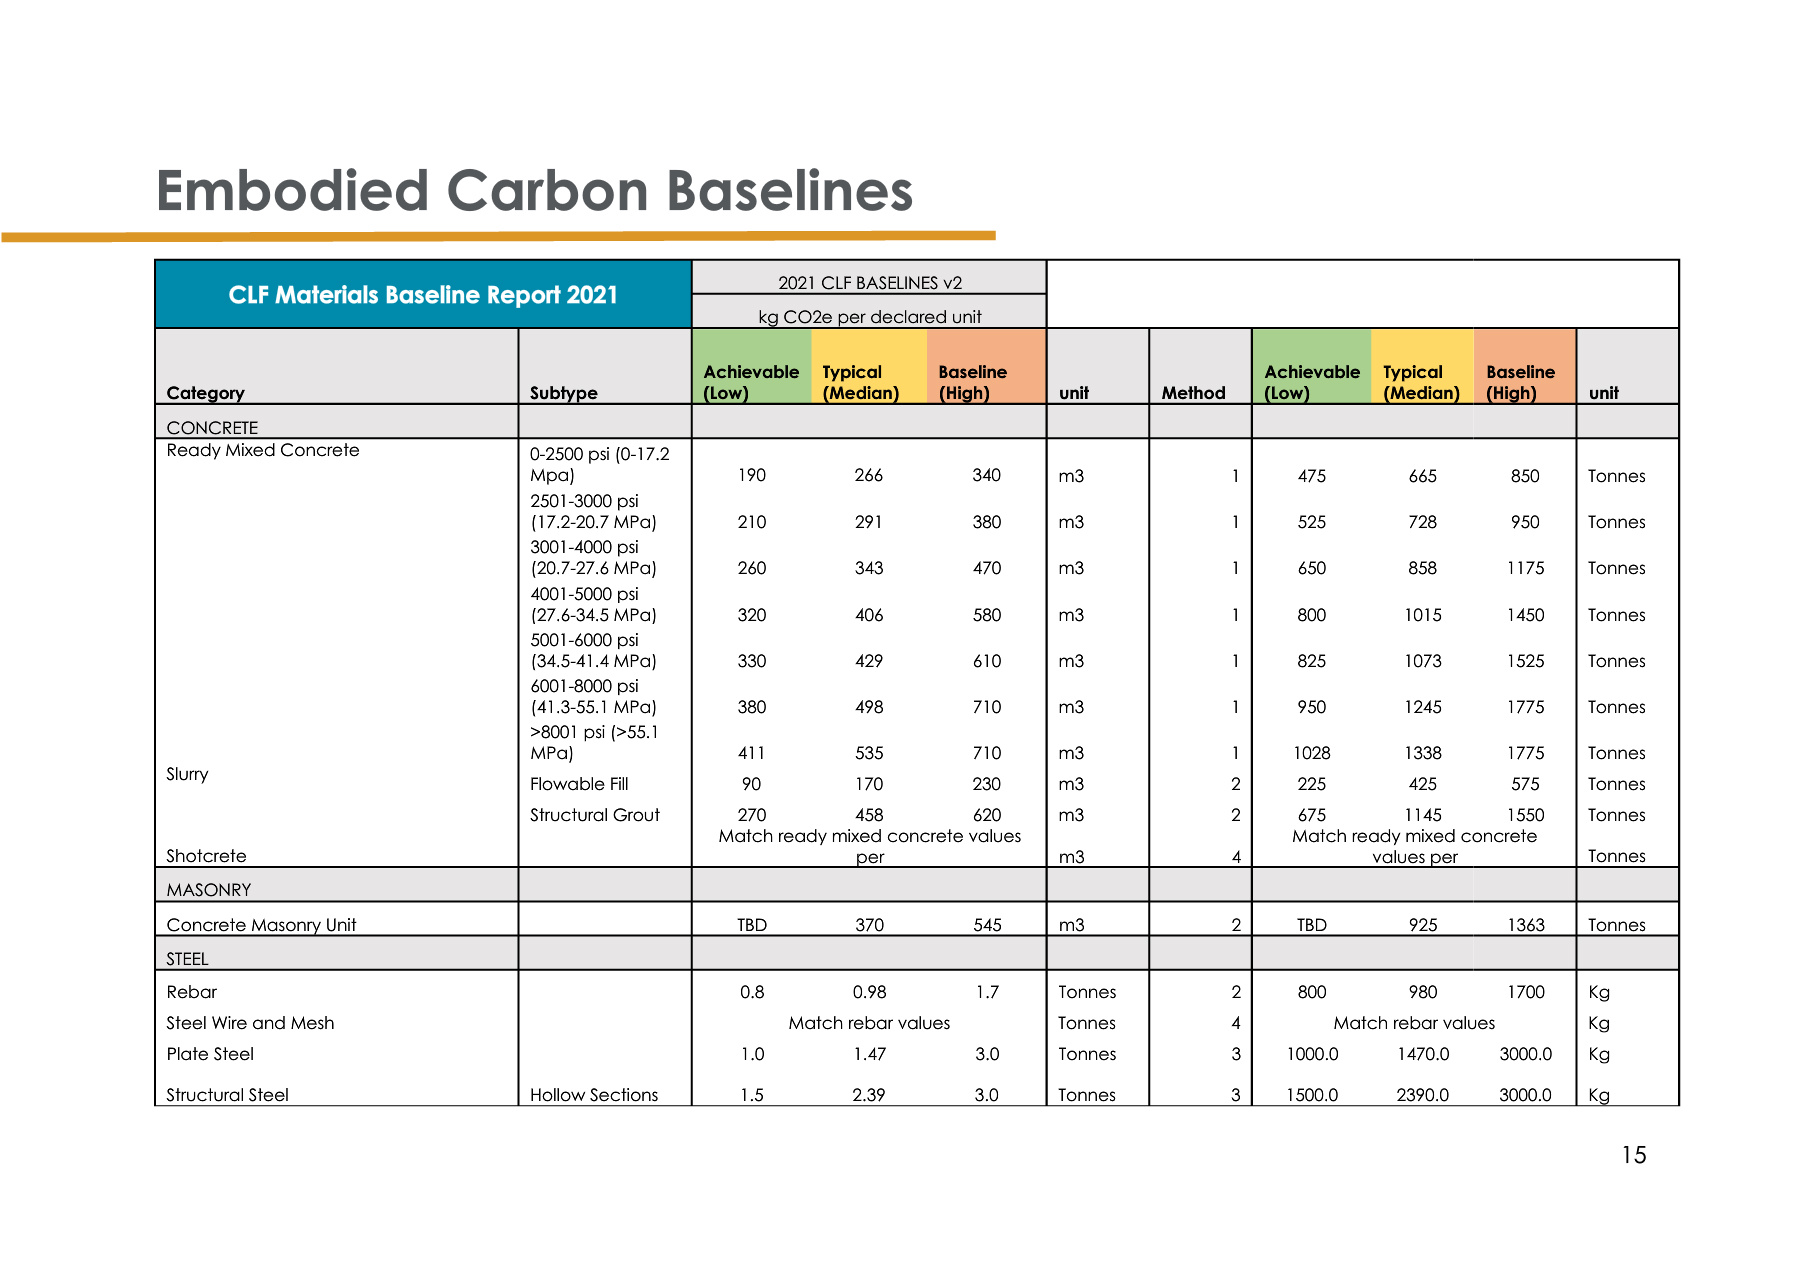 Embodied Carbon Baselines
CLF Materials Baseline Report 2021
2021 CLF BASELINES v2
kg CO2e per declared unit
Category Subtype Achievable (Low) Typical (Median) Baseline (High) unit Method Achievable (Low) Typical (Median) Baseline (High) unit
CONCRETE
Ready Mixed Concrete 0-2500 psi (0-17.2 Mpa) 190 266 340 m3 1 475 665 850 Tonnes
2501-3000 psi (17.2-20.7 MPa) 210 291 380 m3 1 525 728 950 Tonnes
3001-4000 psi (20.7-27.6 MPa) 260 343 470 m3 1 650 858 1175 Tonnes
4001-5000 psi (27.6-34.5 MPa) 320 406 580 m3 1 800 1015 1450 Tonnes
5001-6000 psi (34.5-41.4 MPa) 330 429 610 m3 1 825 1073 1525 Tonnes
6001-8000 psi (41.3-55.1 MPa) 380 498 710 m3 1 950 1245 1775 Tonnes
>8001 psi (>55.1 MPa) 411 535 710 m3 1 1028 1338 1775 Tonnes
Slurry Flowable Fill 90 170 230 m3 2 225 425 575 Tonnes
Structural Grout 270 458 620 m3 2 675 1145 1550 Tonnes
Shotcrete Match ready mixed concrete values per m3 4 Match ready mixed concrete values per Tonnes
MASONRY
Concrete Masonry Unit TBD 370 545 m3 2 TBD 925 1363 Tonnes
STEEL
Rebar 0.8 0.98 1.7 Tonnes 2 800 980 1700 Kg
Steel Wire and Mesh Match rebar values Tonnes 4 Match rebar values Kg
Plate Steel 1.0 1.47 3.0 Tonnes 3 1000.0 1470.0 3000.0 Kg
Structural Steel Hollow Sections 1.5 2.39 3.0 Tonnes 3 1500.0 2390.0 3000.0 Kg
15